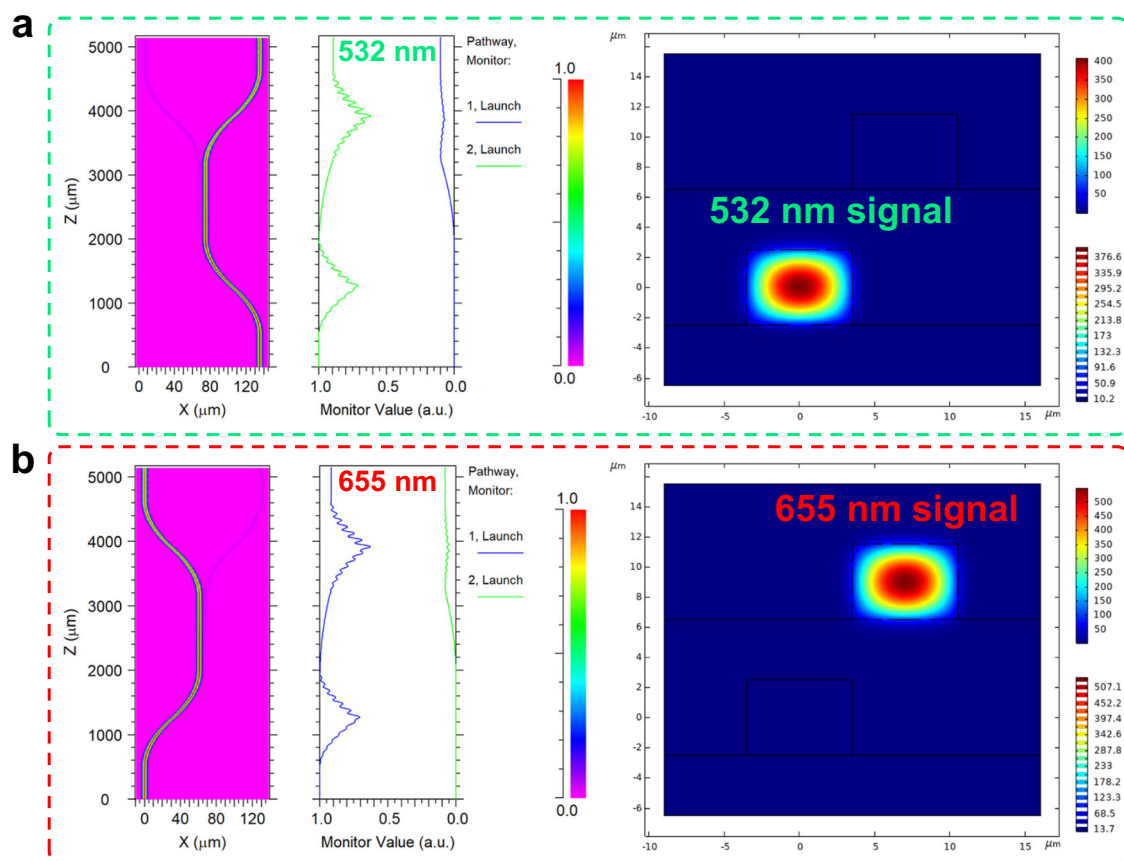 a
5000
4000
3000
2000
1000
0
Z (μm)
0 40 80 120
X (μm)
532 nm
1.0 0.5 0.0
Monitor Value (a.u.)
Pathway,
Monitor:
1, Launch
2, Launch
1.0
0.0
μm
14
12
10
8
6
4
2
0
-2
-4
-6
-10 -5 0 5 10 15 μm
532 nm signal
400
350
300
250
200
150
100
50
376.6
335.9
295.2
254.5
213.8
173
132.3
91.6
50.9
10.2
b
5000
4000
3000
2000
1000
0
Z (μm)
0 40 80 120
X (μm)
655 nm
1.0 0.5 0.0
Monitor Value (a.u.)
Pathway,
Monitor:
1, Launch
2, Launch
1.0
0.0
μm
16
14
12
10
8
6
4
2
0
-2
-4
-6
-10 -5 0 5 10 15 μm
655 nm signal
500
450
400
350
300
250
200
150
100
50
507.1
452.2
397.4
342.6
287.8
233
178.2
123.3
68.5
13.7